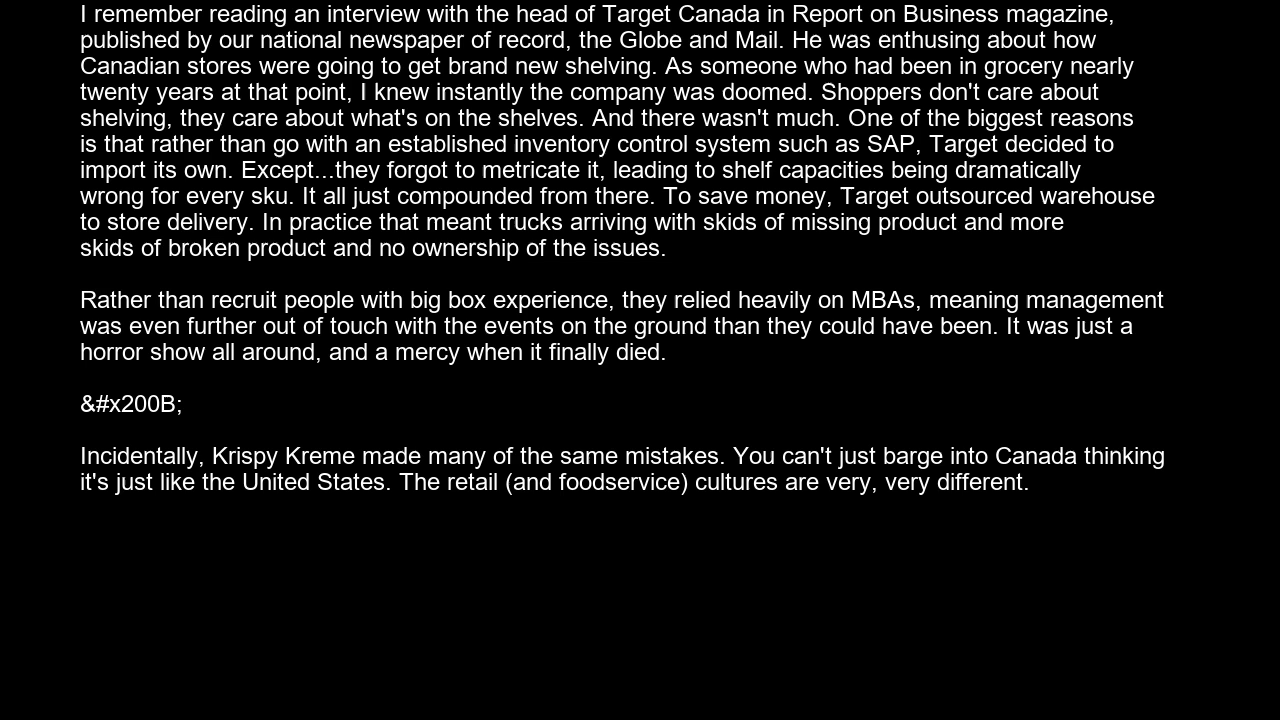 I remember reading an interview with the head of Target Canada in Report on Business magazine,
published by our national newspaper of record, the Globe and Mail. He was enthusing about how
Canadian stores were going to get brand new shelving. As someone who had been in grocery nearly
twenty years at that point, I knew instantly the company was doomed. Shoppers don't care about
shelving, they care about what's on the shelves. And there wasn't much. One of the biggest reasons
is that rather than go with an established inventory control system such as SAP, Target decided to
import its own. Except...they forgot to metricate it, leading to shelf capacities being dramatically
wrong for every sku. It all just compounded from there. To save money, Target outsourced warehouse
to store delivery. In practice that meant trucks arriving with skids of missing product and more
skids of broken product and no ownership of the issues.

Rather than recruit people with big box experience, they relied heavily on MBAs, meaning management
was even further out of touch with the events on the ground than they could have been. It was just a
horror show all around, and a mercy when it finally died.

&#x200B;

Incidentally, Krispy Kreme made many of the same mistakes. You can't just barge into Canada thinking
it's just like the United States. The retail (and foodservice) cultures are very, very different.